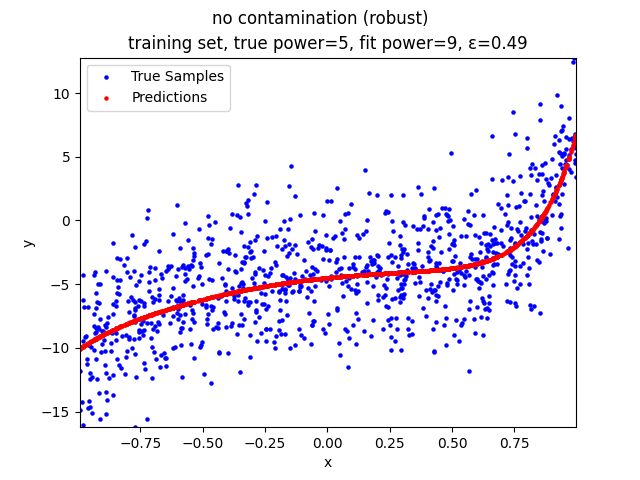 no contamination (robust)
training set, true power=5, fit power=9, ε=0.49
True Samples
Predictions
10
5
0
−5
−10
−15
y
−0.75
−0.50
−0.25
0.00
0.25
0.50
0.75
x